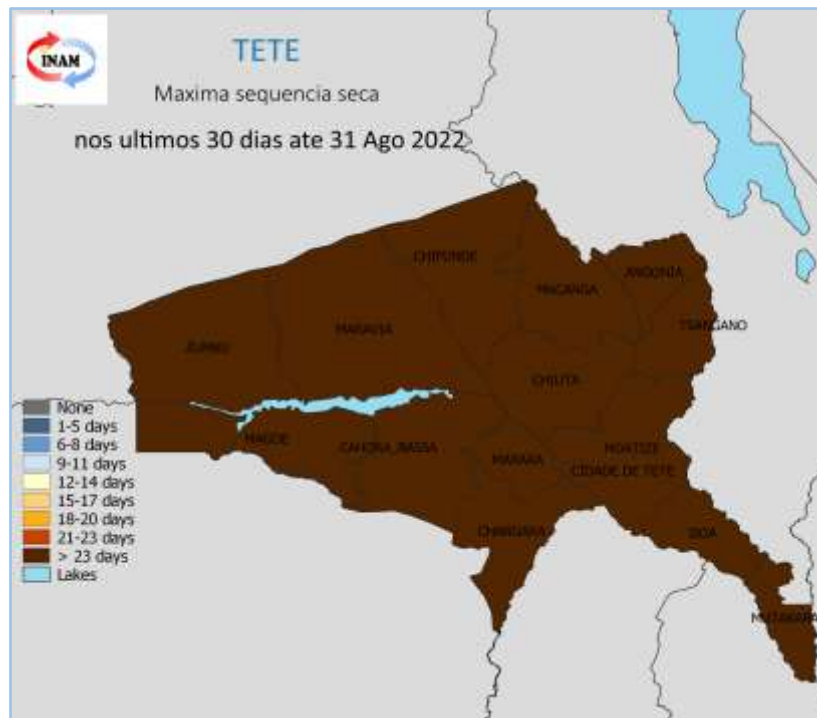 INAM
TETE
Maxima sequencia seca
nos ultimos 30 dias ate 31 Ago 2022
CHIFUNDE
ANGONIA
MACANGA
TSANGANO
MARAVIA
ZUMBU
CHIUTA
MAGOE
CAHORA_BASSA
MARARA
MOATIZE
CIDADE DE TETE
CHANGARA
DOA
MUTARARA
None
1-5 days
6-8 days
9-11 days
12-14 days
15-17 days
18-20 days
21-23 days
> 23 days
Lakes